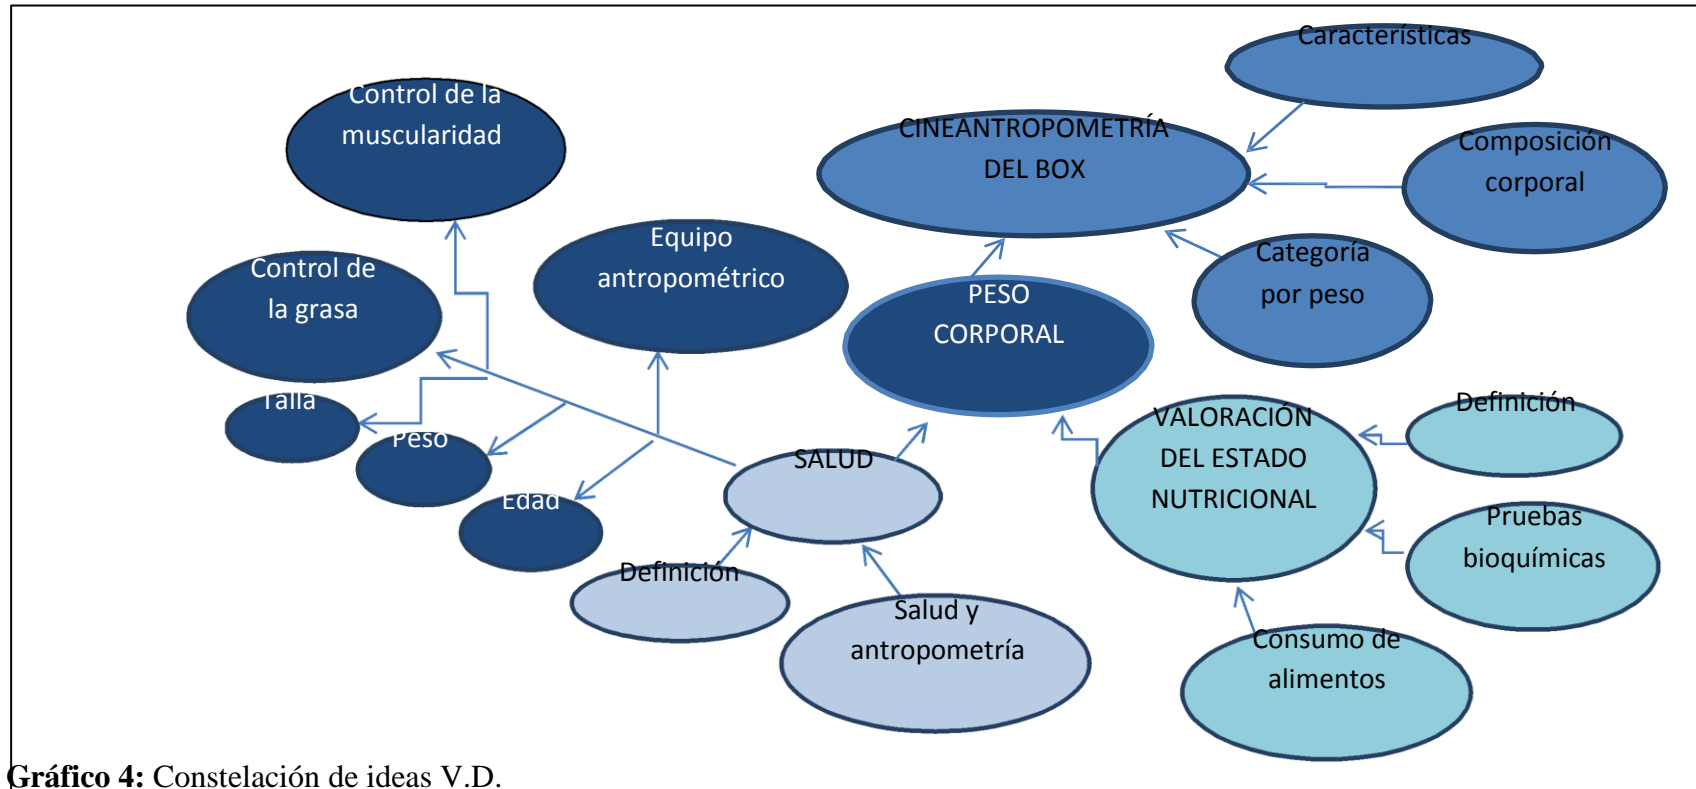 Características
Control de la
muscularidad
CINEANTROPOMETRÍA
DEL BOX
Composición
corporal
Equipo
antropométrico
Categoría
por peso
Control de
la grasa
PESO
CORPORAL
Talla
Peso
Edad
SALUD
VALORACIÓN
DEL ESTADO
NUTRICIONAL
Definición
Pruebas
bioquímicas
Definición
Salud y
antropometría
Consumo de
alimentos
Gráfico 4: Constelación de ideas V.D.